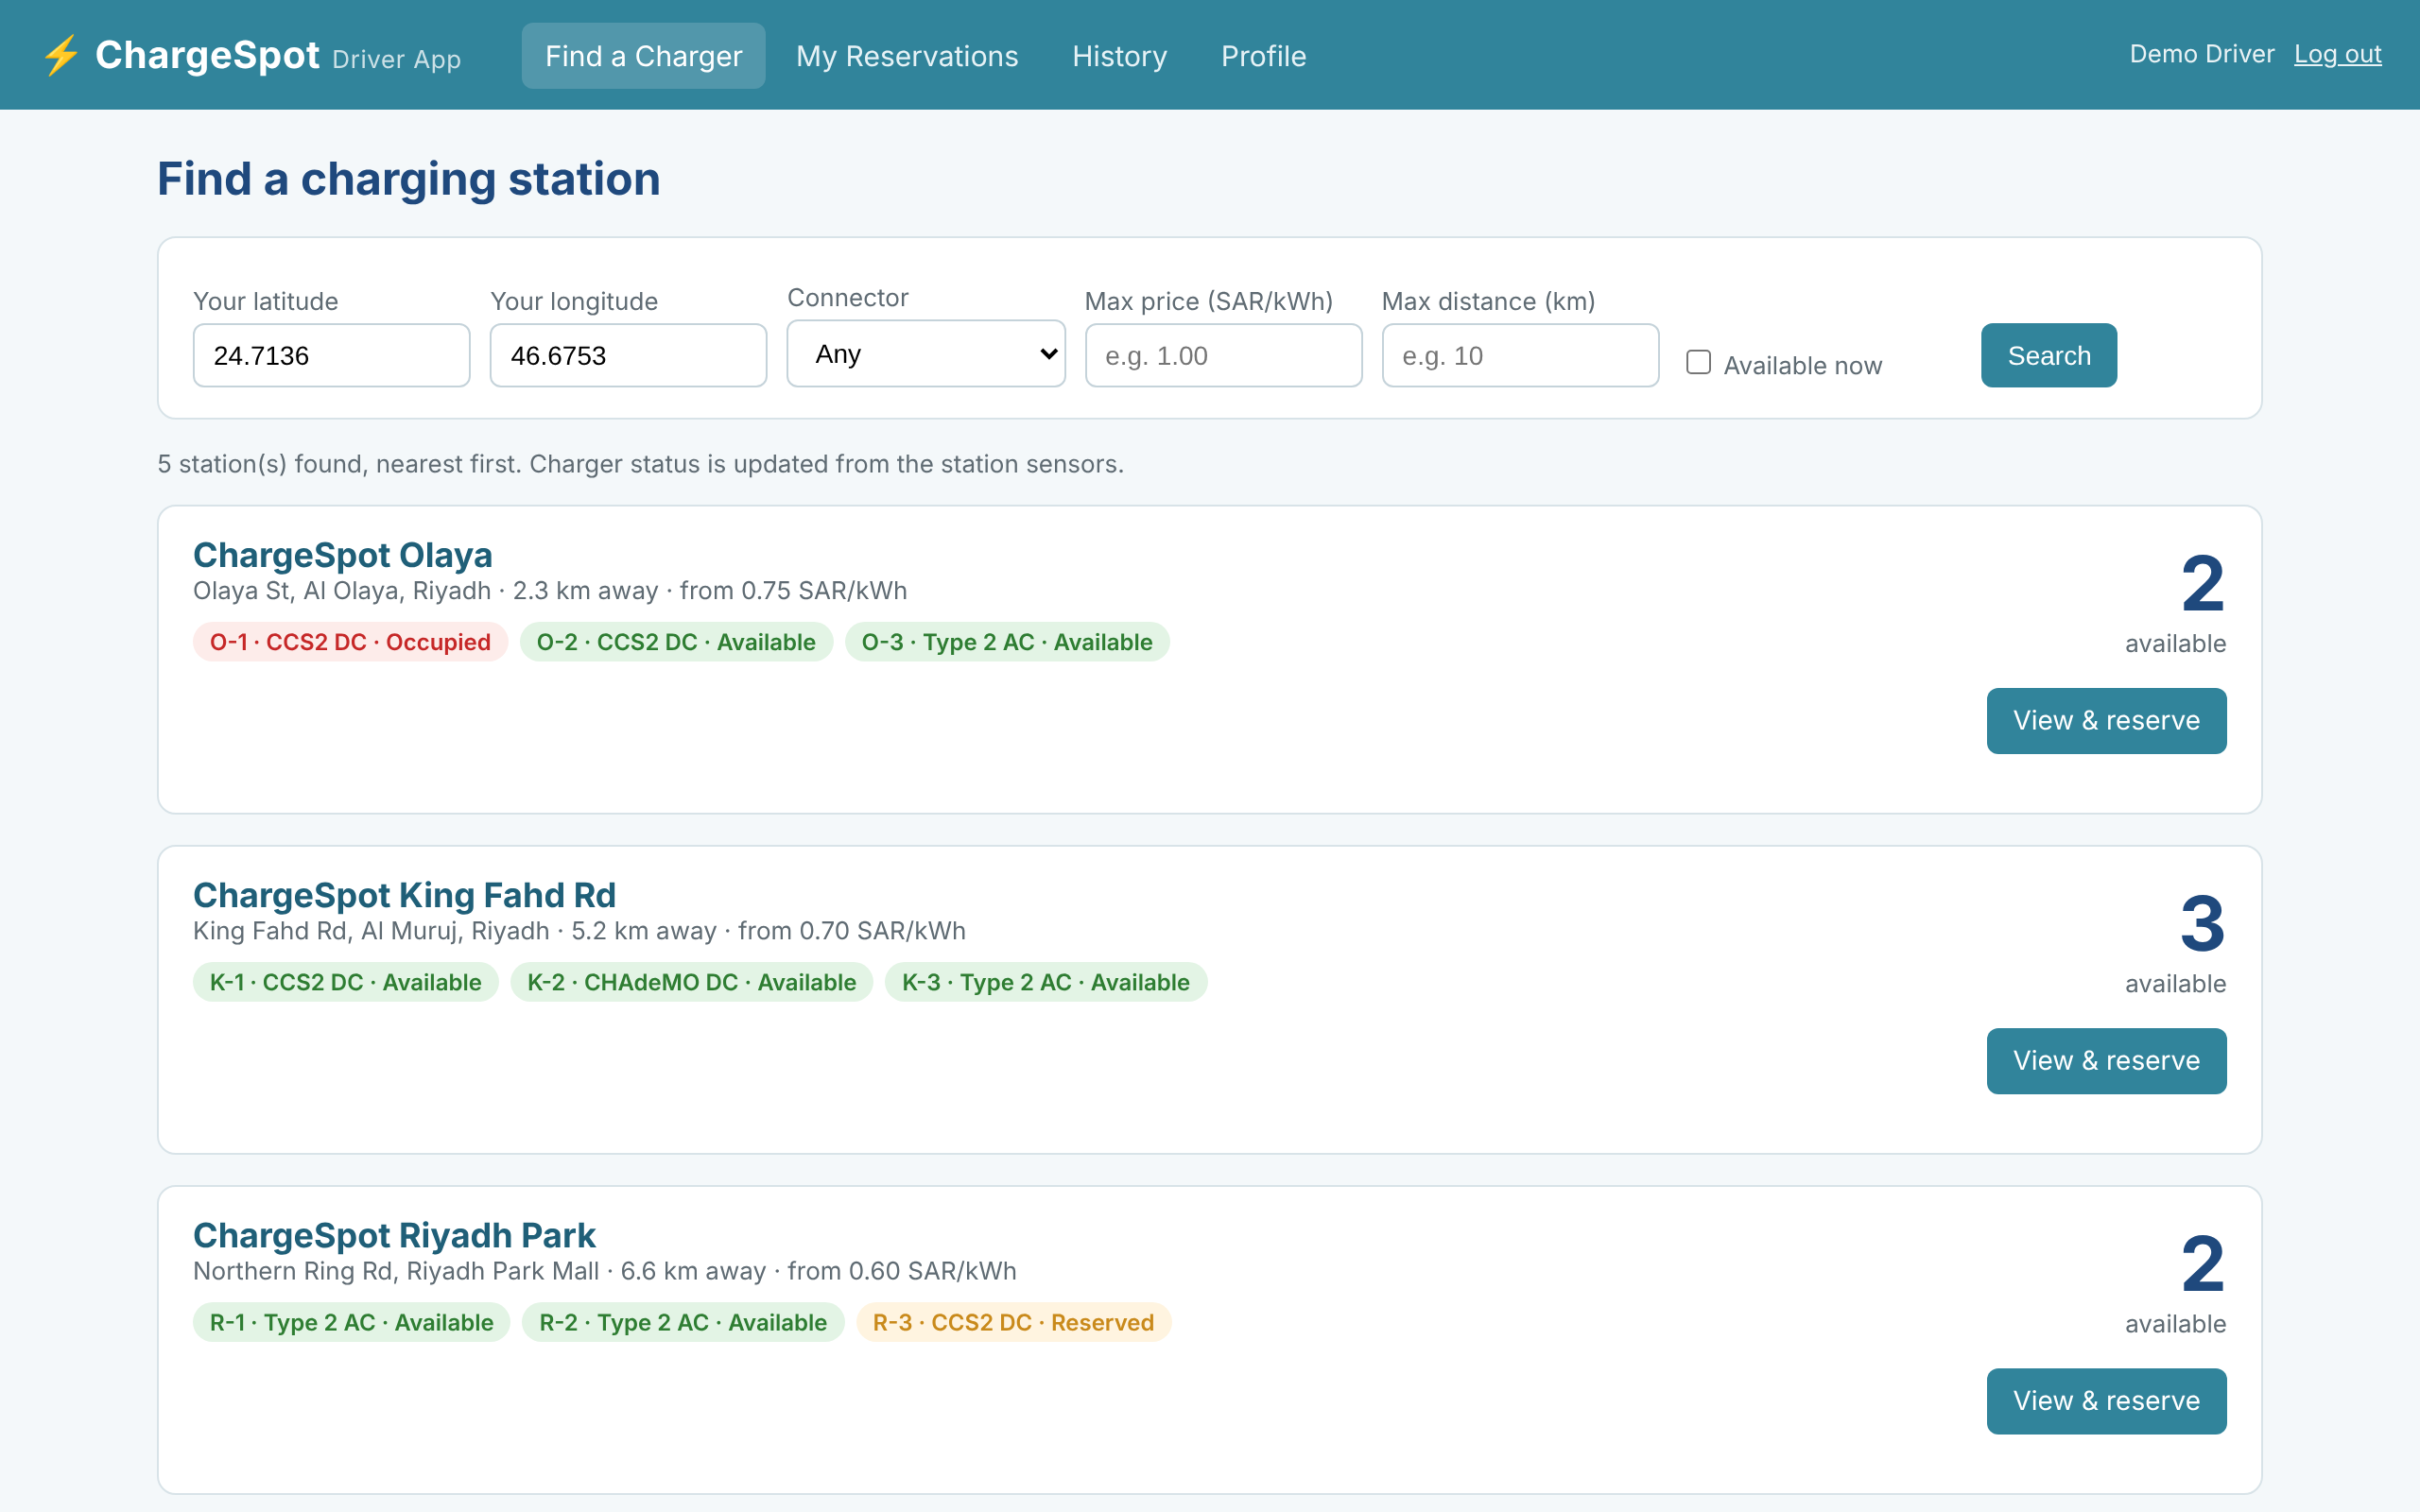 ⚡ ChargeSpot Driver App Find a Charger My Reservations History Profile Demo Driver Log out
Find a charging station
Your latitude Your longitude Connector Max price (SAR/kWh) Max distance (km)
24.7136 46.6753 Any e.g. 1.00 e.g. 10 Available now Search
5 station(s) found, nearest first. Charger status is updated from the station sensors.
ChargeSpot Olaya
Olaya St, Al Olaya, Riyadh · 2.3 km away · from 0.75 SAR/kWh
O-1 · CCS2 DC · Occupied O-2 · CCS2 DC · Available O-3 · Type 2 AC · Available
2
available
View & reserve
ChargeSpot King Fahd Rd
King Fahd Rd, Al Muruj, Riyadh · 5.2 km away · from 0.70 SAR/kWh
K-1 · CCS2 DC · Available K-2 · CHAdeMO DC · Available K-3 · Type 2 AC · Available
3
available
View & reserve
ChargeSpot Riyadh Park
Northern Ring Rd, Riyadh Park Mall · 6.6 km away · from 0.60 SAR/kWh
R-1 · Type 2 AC · Available R-2 · Type 2 AC · Available R-3 · CCS2 DC · Reserved
2
available
View & reserve